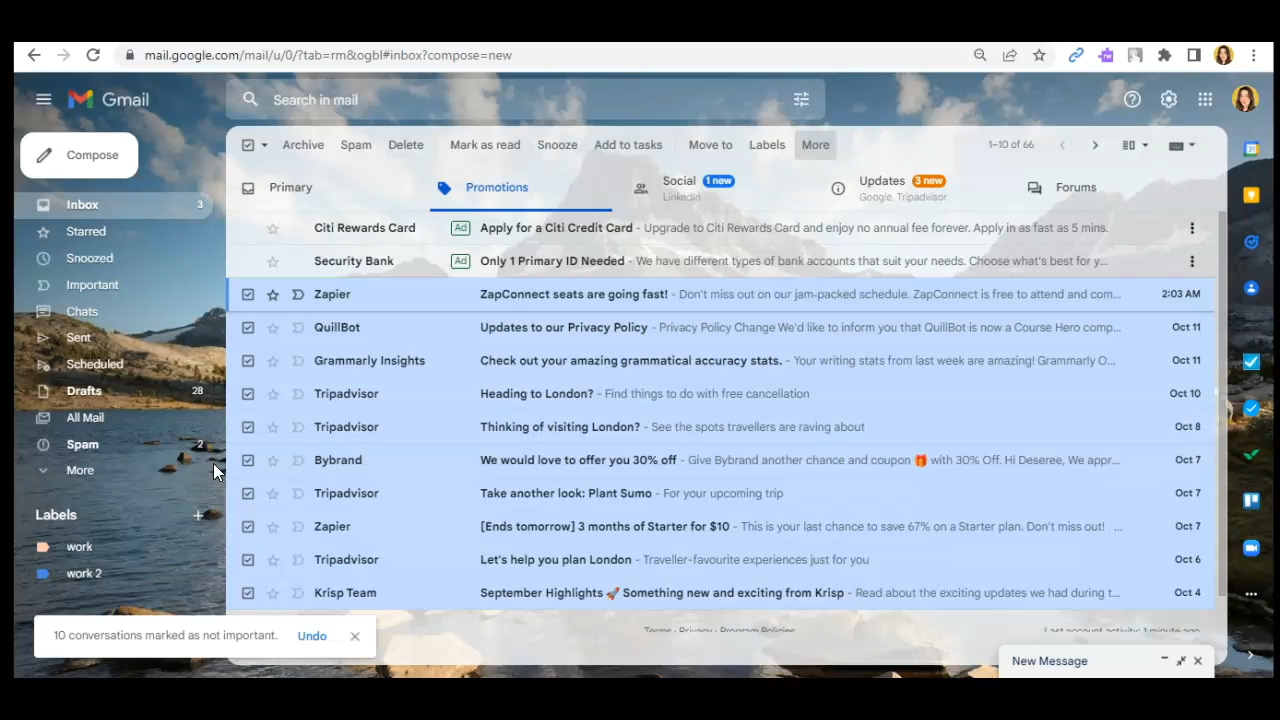 mail.google.com/mail/u/0/?tab=rm&ogbl#inbox?compose=new
Gmail
Search in mail
Compose
Archive Spam Delete Mark as read Snooze Add to tasks Move to Labels More 1–10 of 66
Primary Promotions Social 1 new Updates 3 new Forums
LinkedIn Google, Tripadvisor
Inbox 3
Starred
Snoozed
Important
Chats
Sent
Scheduled
Drafts 28
All Mail
Spam 2
More
Labels +
work
work 2
Citi Rewards Card Ad Apply for a Citi Credit Card - Upgrade to Citi Rewards Card and enjoy no annual fee forever. Apply in as fast as 5 mins.
Security Bank Ad Only 1 Primary ID Needed - We have different types of bank accounts that suit your needs. Choose what's best for y...
Zapier ZapConnect seats are going fast! - Don't miss out on our jam-packed schedule. ZapConnect is free to attend and com... 2:03 AM
QuillBot Updates to our Privacy Policy - Privacy Policy Change We'd like to inform you that QuillBot is now a Course Hero comp... Oct 11
Grammarly Insights Check out your amazing grammatical accuracy stats. - Your writing stats from last week are amazing! Grammarly O... Oct 11
Tripadvisor Heading to London? - Find things to do with free cancellation Oct 10
Tripadvisor Thinking of visiting London? - See the spots travellers are raving about Oct 8
Bybrand We would love to offer you 30% off - Give Bybrand another chance and coupon 🎁 with 30% Off. Hi Deseree, We appr... Oct 7
Tripadvisor Take another look: Plant Sumo - For your upcoming trip Oct 7
Zapier [Ends tomorrow] 3 months of Starter for $10 - This is your last chance to save 67% on a Starter plan. Don't miss out! ... Oct 7
Tripadvisor Let's help you plan London - Traveller-favourite experiences just for you Oct 6
Krisp Team September Highlights 🚀 Something new and exciting from Krisp - Read about the exciting updates we had during t... Oct 4
Terms · Privacy · Program Policies Last account activity: 1 minute ago
10 conversations marked as not important. Undo
New Message